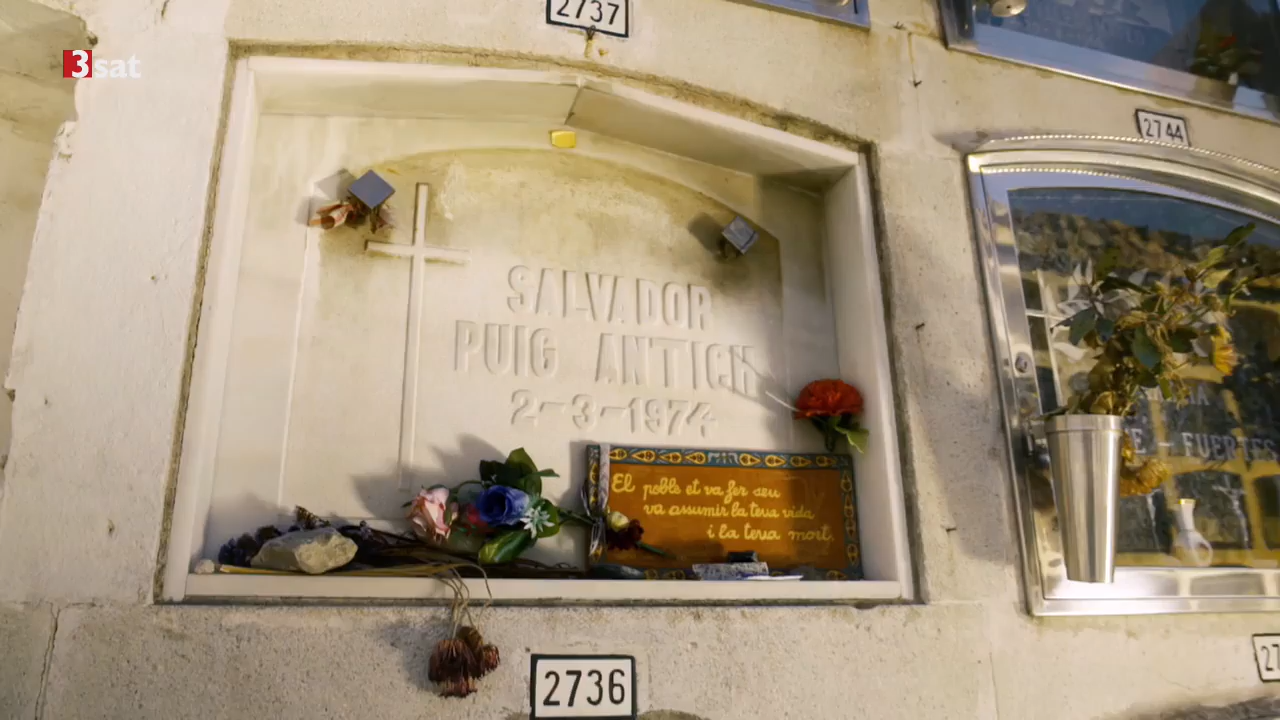 2737
3sat
2744
SALVADOR
PUIG ANTICH
2-3-1974
El poble et va fer seu
va assumir la teva vida
i la teva mort.
E - FUERTES
2736
27